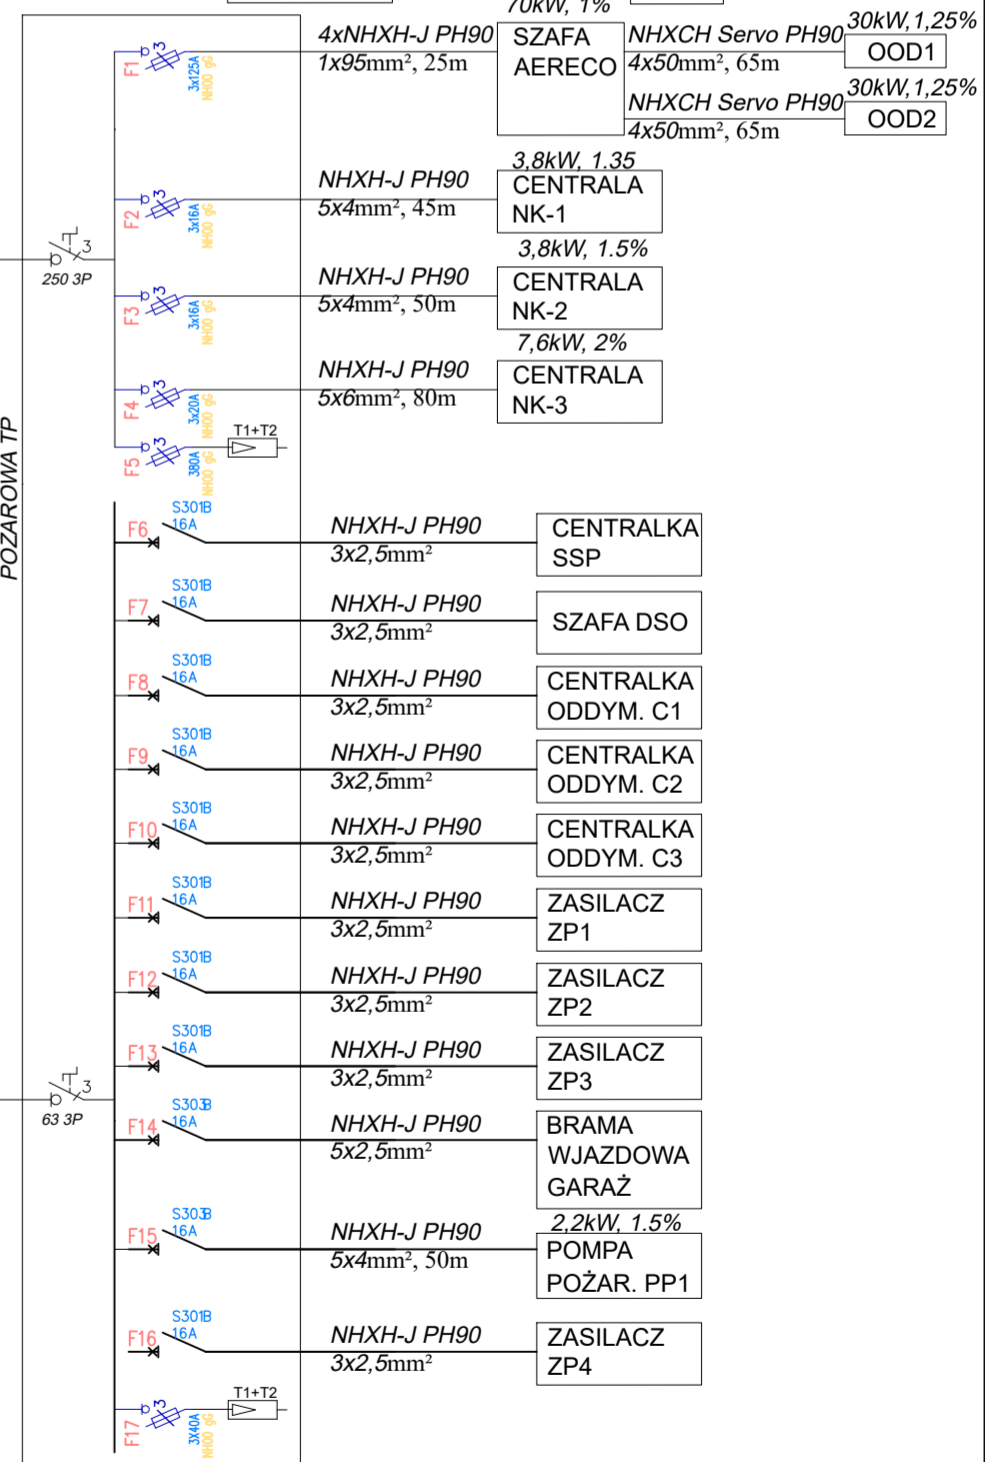 70kW, 1%
POZAROWA TP
250 3P
F1
3
3x125A
NH00 gG
4xNHXH-J PH90
1x95mm², 25m
SZAFA
AERECO
NHXCH Servo PH90
4x50mm², 65m
30kW,1,25%
OOD1
NHXCH Servo PH90
4x50mm², 65m
30kW,1,25%
OOD2
F2
3
3x16A
NH00 gG
NHXH-J PH90
5x4mm², 45m
3,8kW, 1.35
CENTRALA
NK-1
3
F3
3
3x16A
NH00 gG
NHXH-J PH90
5x4mm², 50m
3,8kW, 1.5%
CENTRALA
NK-2
F4
3
3x20A
NH00 gG
NHXH-J PH90
5x6mm², 80m
7,6kW, 2%
CENTRALA
NK-3
F5
3
380A
NH00 gG
T1+T2
F6
S301B
16A
NHXH-J PH90
3x2,5mm²
CENTRALKA
SSP
F7
S301B
16A
NHXH-J PH90
3x2,5mm²
SZAFA DSO
F8
S301B
16A
NHXH-J PH90
3x2,5mm²
CENTRALKA
ODDYM. C1
F9
S301B
16A
NHXH-J PH90
3x2,5mm²
CENTRALKA
ODDYM. C2
F10
S301B
16A
NHXH-J PH90
3x2,5mm²
CENTRALKA
ODDYM. C3
F11
S301B
16A
NHXH-J PH90
3x2,5mm²
ZASILACZ
ZP1
F12
S301B
16A
NHXH-J PH90
3x2,5mm²
ZASILACZ
ZP2
F13
S301B
16A
NHXH-J PH90
3x2,5mm²
ZASILACZ
ZP3
3
63 3P
F14
S303B
16A
NHXH-J PH90
5x2,5mm²
BRAMA
WJAZDOWA
GARAŻ
F15
S303B
16A
NHXH-J PH90
5x4mm², 50m
2,2kW, 1.5%
POMPA
POŻAR. PP1
F16
S301B
16A
NHXH-J PH90
3x2,5mm²
ZASILACZ
ZP4
F17
3
3X40A
NH00 gG
T1+T2